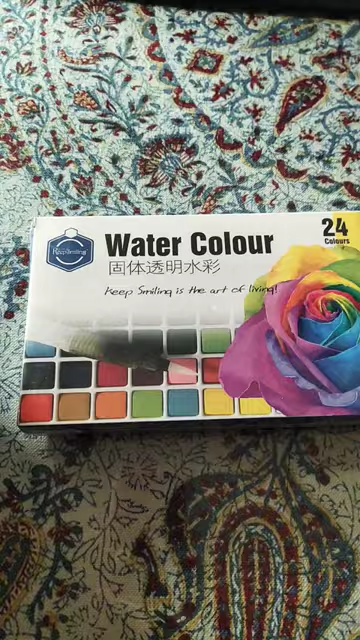 Keep Smiling
Water Colour
固体透明水彩
Keep Smiling is the art of living!
24
Colours